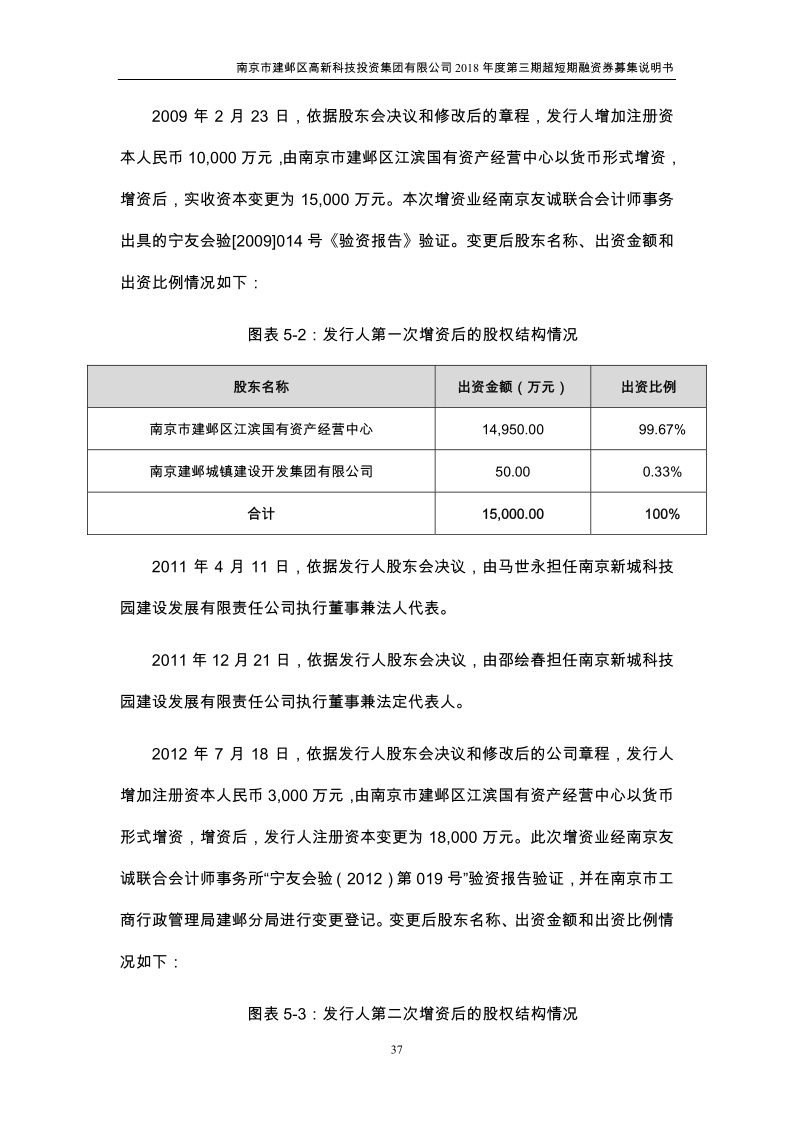 南京市建邺区高新科技投资集团有限公司 2018 年度第三期超短期融资券募集说明书
2009 年 2 月 23 日，依据股东会决议和修改后的章程，发行人增加注册资
本人民币 10,000 万元，由南京市建邺区江滨国有资产经营中心以货币形式增资，
增资后，实收资本变更为 15,000 万元。本次增资业经南京友诚联合会计师事务
出具的宁友会验[2009]014 号《验资报告》验证。变更后股东名称、出资金额和
出资比例情况如下：
图表 5-2：发行人第一次增资后的股权结构情况
股东名称 出资金额（万元） 出资比例
南京市建邺区江滨国有资产经营中心 14,950.00 99.67%
南京建邺城镇建设开发集团有限公司 50.00 0.33%
合计 15,000.00 100%
2011 年 4 月 11 日，依据发行人股东会决议，由马世永担任南京新城科技
园建设发展有限责任公司执行董事兼法人代表。
2011 年 12 月 21 日，依据发行人股东会决议，由邵绘春担任南京新城科技
园建设发展有限责任公司执行董事兼法定代表人。
2012 年 7 月 18 日，依据发行人股东会决议和修改后的公司章程，发行人
增加注册资本人民币 3,000 万元，由南京市建邺区江滨国有资产经营中心以货币
形式增资，增资后，发行人注册资本变更为 18,000 万元。此次增资业经南京友
诚联合会计师事务所“宁友会验（2012）第 019 号”验资报告验证，并在南京市工
商行政管理局建邺分局进行变更登记。变更后股东名称、出资金额和出资比例情
况如下：
图表 5-3：发行人第二次增资后的股权结构情况
37